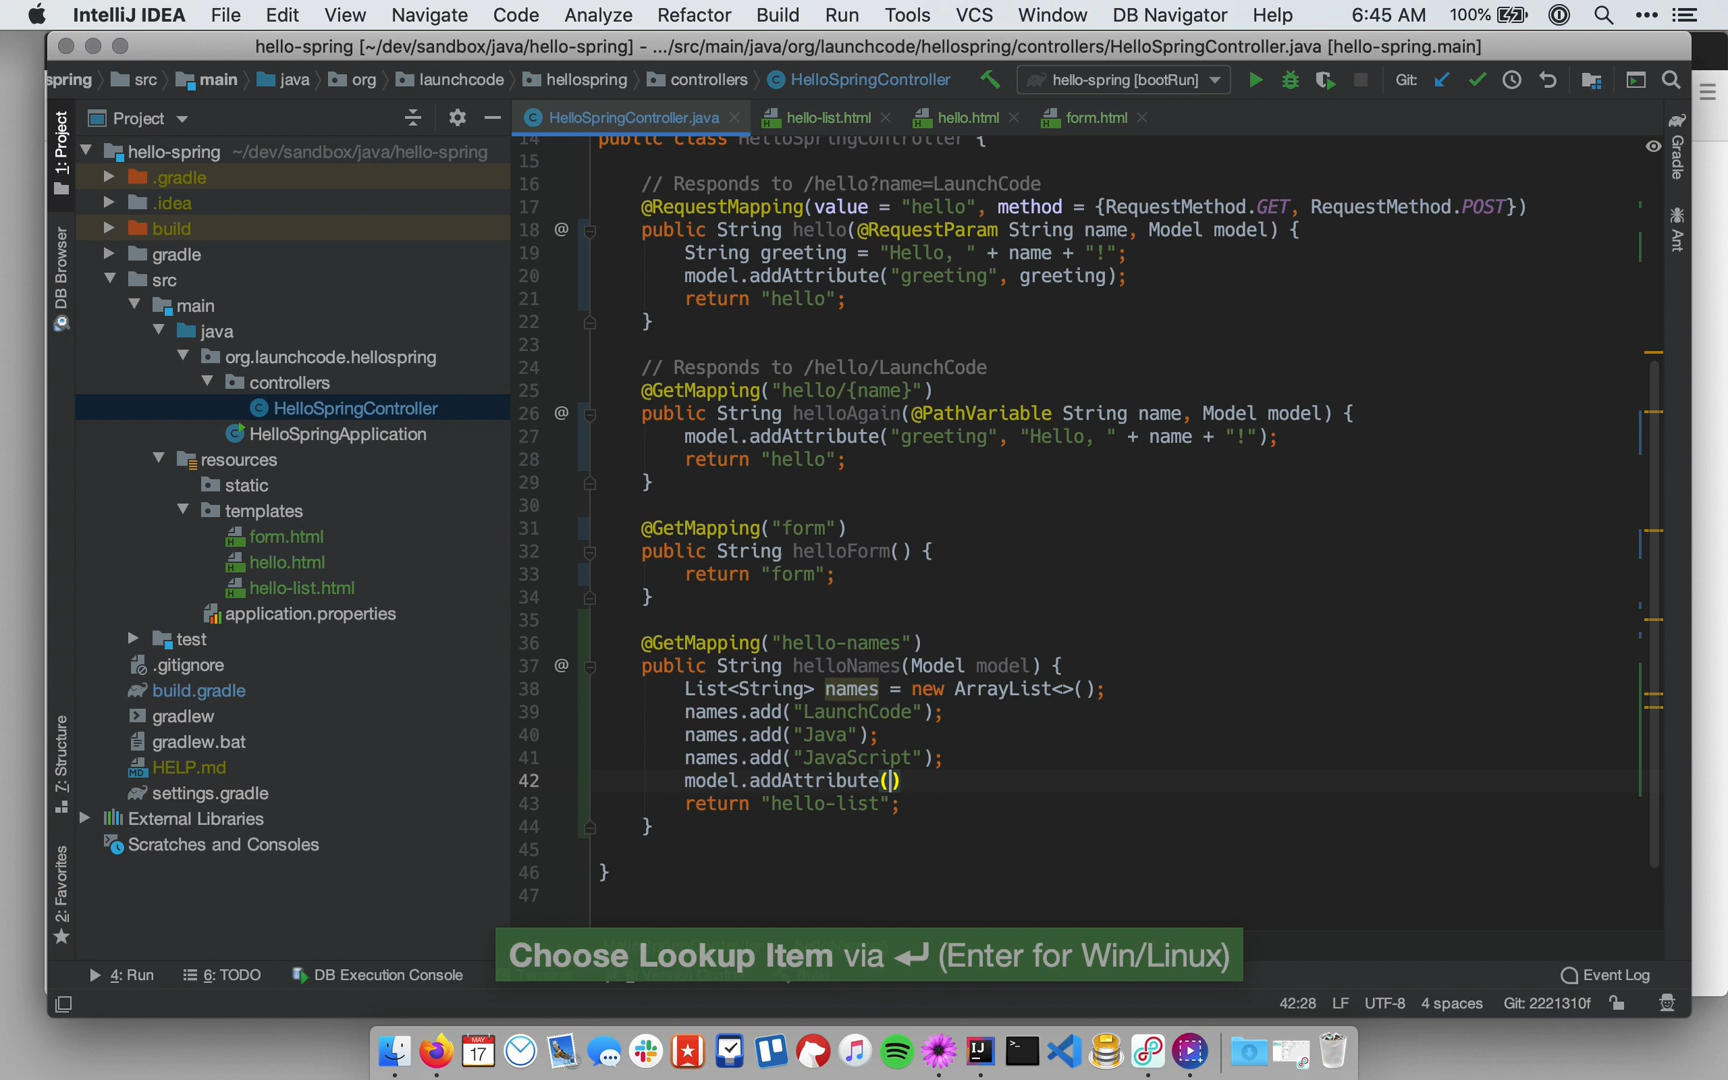 IntelliJ IDEA File Edit View Navigate Code Analyze Refactor Build Run Tools VCS Window DB Navigator Help 6:45 AM 100%
hello-spring [~/dev/sandbox/java/hello-spring] - .../src/main/java/org/launchcode/hellospring/controllers/HelloSpringController.java [hello-spring.main]
spring src main java org launchcode hellospring controllers HelloSpringController hello-spring [bootRun] Git:
Project HelloSpringController.java hello-list.html hello.html form.html
1: Project
DB Browser
7: Structure
2: Favorites
hello-spring ~/dev/sandbox/java/hello-spring
.gradle
.idea
build
gradle
src
main
java
org.launchcode.hellospring
controllers
HelloSpringController
HelloSpringApplication
resources
static
templates
form.html
hello.html
hello-list.html
application.properties
test
.gitignore
build.gradle
gradlew
gradlew.bat
HELP.md
settings.gradle
External Libraries
Scratches and Consoles
14 public class HelloSpringController {
15
16 // Responds to /hello?name=LaunchCode
17 @RequestMapping(value = "hello", method = {RequestMethod.GET, RequestMethod.POST})
18 @ public String hello(@RequestParam String name, Model model) {
19 String greeting = "Hello, " + name + "!";
20 model.addAttribute("greeting", greeting);
21 return "hello";
22 }
23
24 // Responds to /hello/LaunchCode
25 @GetMapping("hello/{name}")
26 @ public String helloAgain(@PathVariable String name, Model model) {
27 model.addAttribute("greeting", "Hello, " + name + "!");
28 return "hello";
29 }
30
31 @GetMapping("form")
32 public String helloForm() {
33 return "form";
34 }
35
36 @GetMapping("hello-names")
37 @ public String helloNames(Model model) {
38 List<String> names = new ArrayList<>();
39 names.add("LaunchCode");
40 names.add("Java");
41 names.add("JavaScript");
42 model.addAttribute()
43 return "hello-list";
44 }
45
46 }
47
Gradle
Ant
Choose Lookup Item via ↵ (Enter for Win/Linux)
4: Run 6: TODO DB Execution Console Event Log
42:28 LF UTF-8 4 spaces Git: 2221310f
MAY
17
IJ
>_